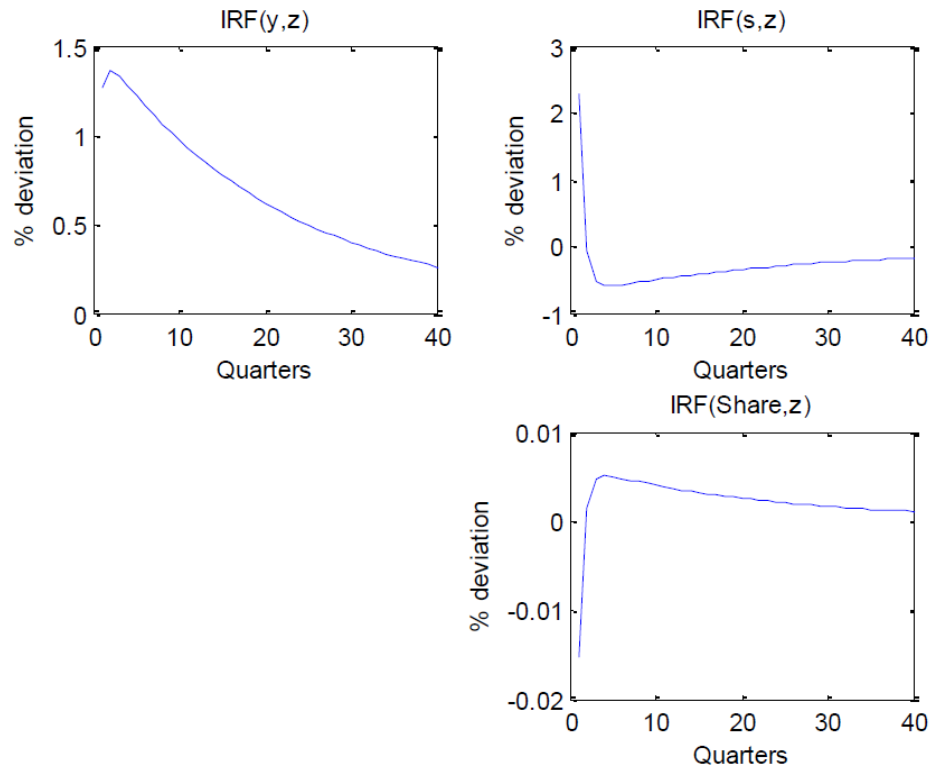 IRF(y,z)
% deviation
1.5
1
0.5
0
0 10 20 30 40
Quarters
IRF(s,z)
% deviation
3
2
1
0
-1
0 10 20 30 40
Quarters
IRF(Share,z)
% deviation
0.01
0
-0.01
-0.02
0 10 20 30 40
Quarters